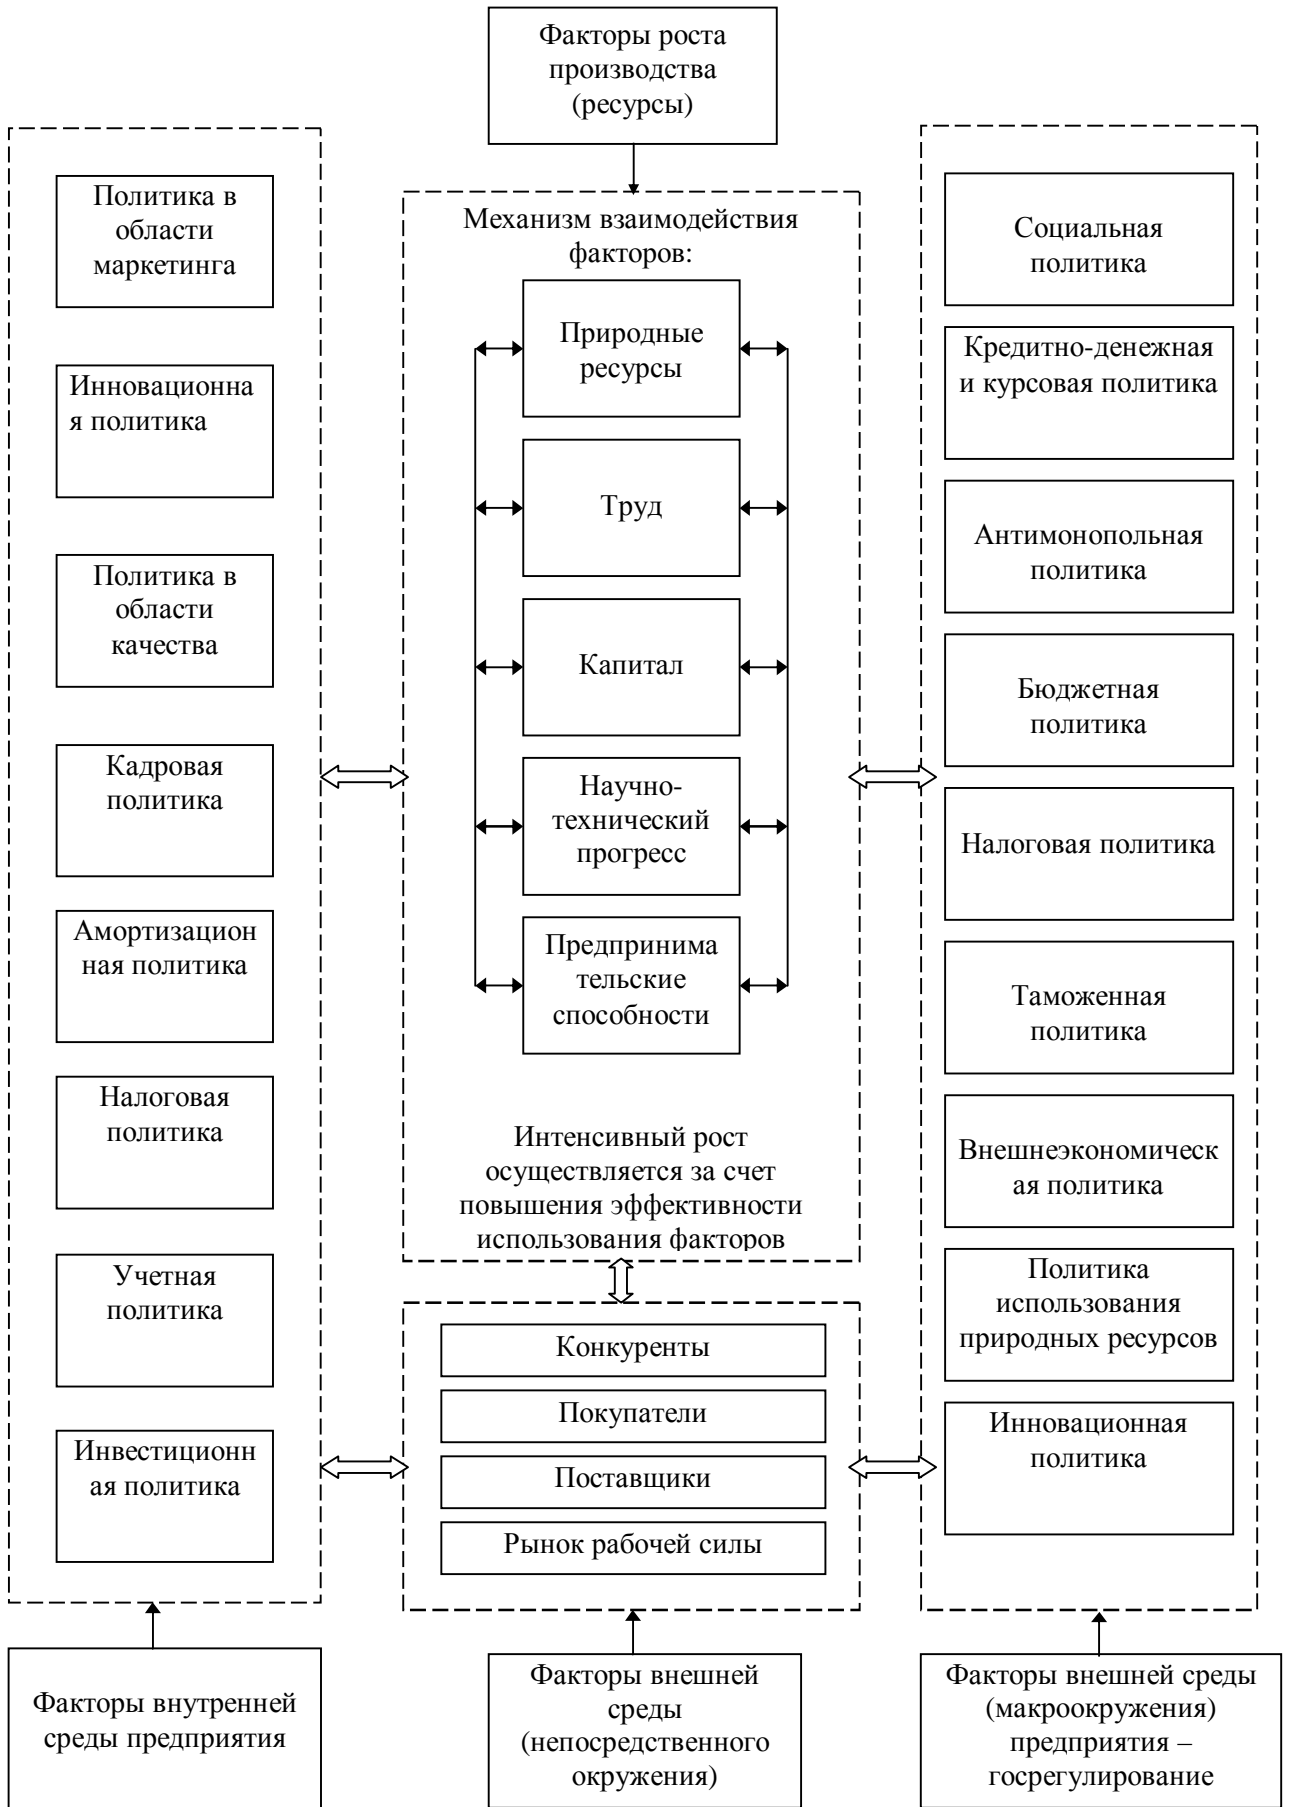 Факторы роста
производства
(ресурсы)
Политика в
области
маркетинга
Инновационна
я политика
Политика в
области
качества
Кадровая
политика
Амортизацион
ная политика
Налоговая
политика
Учетная
политика
Инвестиционн
ая политика
Факторы внутренней
среды предприятия
Механизм взаимодействия
факторов:
Природные
ресурсы
Труд
Капитал
Научно-
технический
прогресс
Предпринима
тельские
способности
Интенсивный рост
осуществляется за счет
повышения эффективности
использования факторов
Конкуренты
Покупатели
Поставщики
Рынок рабочей силы
Факторы внешней
среды
(непосредственного
окружения)
Социальная
политика
Кредитно-денежная
и курсовая политика
Антимонопольная
политика
Бюджетная
политика
Налоговая политика
Таможенная
политика
Внешнеэкономическ
ая политика
Политика
использования
природных ресурсов
Инновационная
политика
Факторы внешней среды
(макроокружения)
предприятия –
госрегулирование